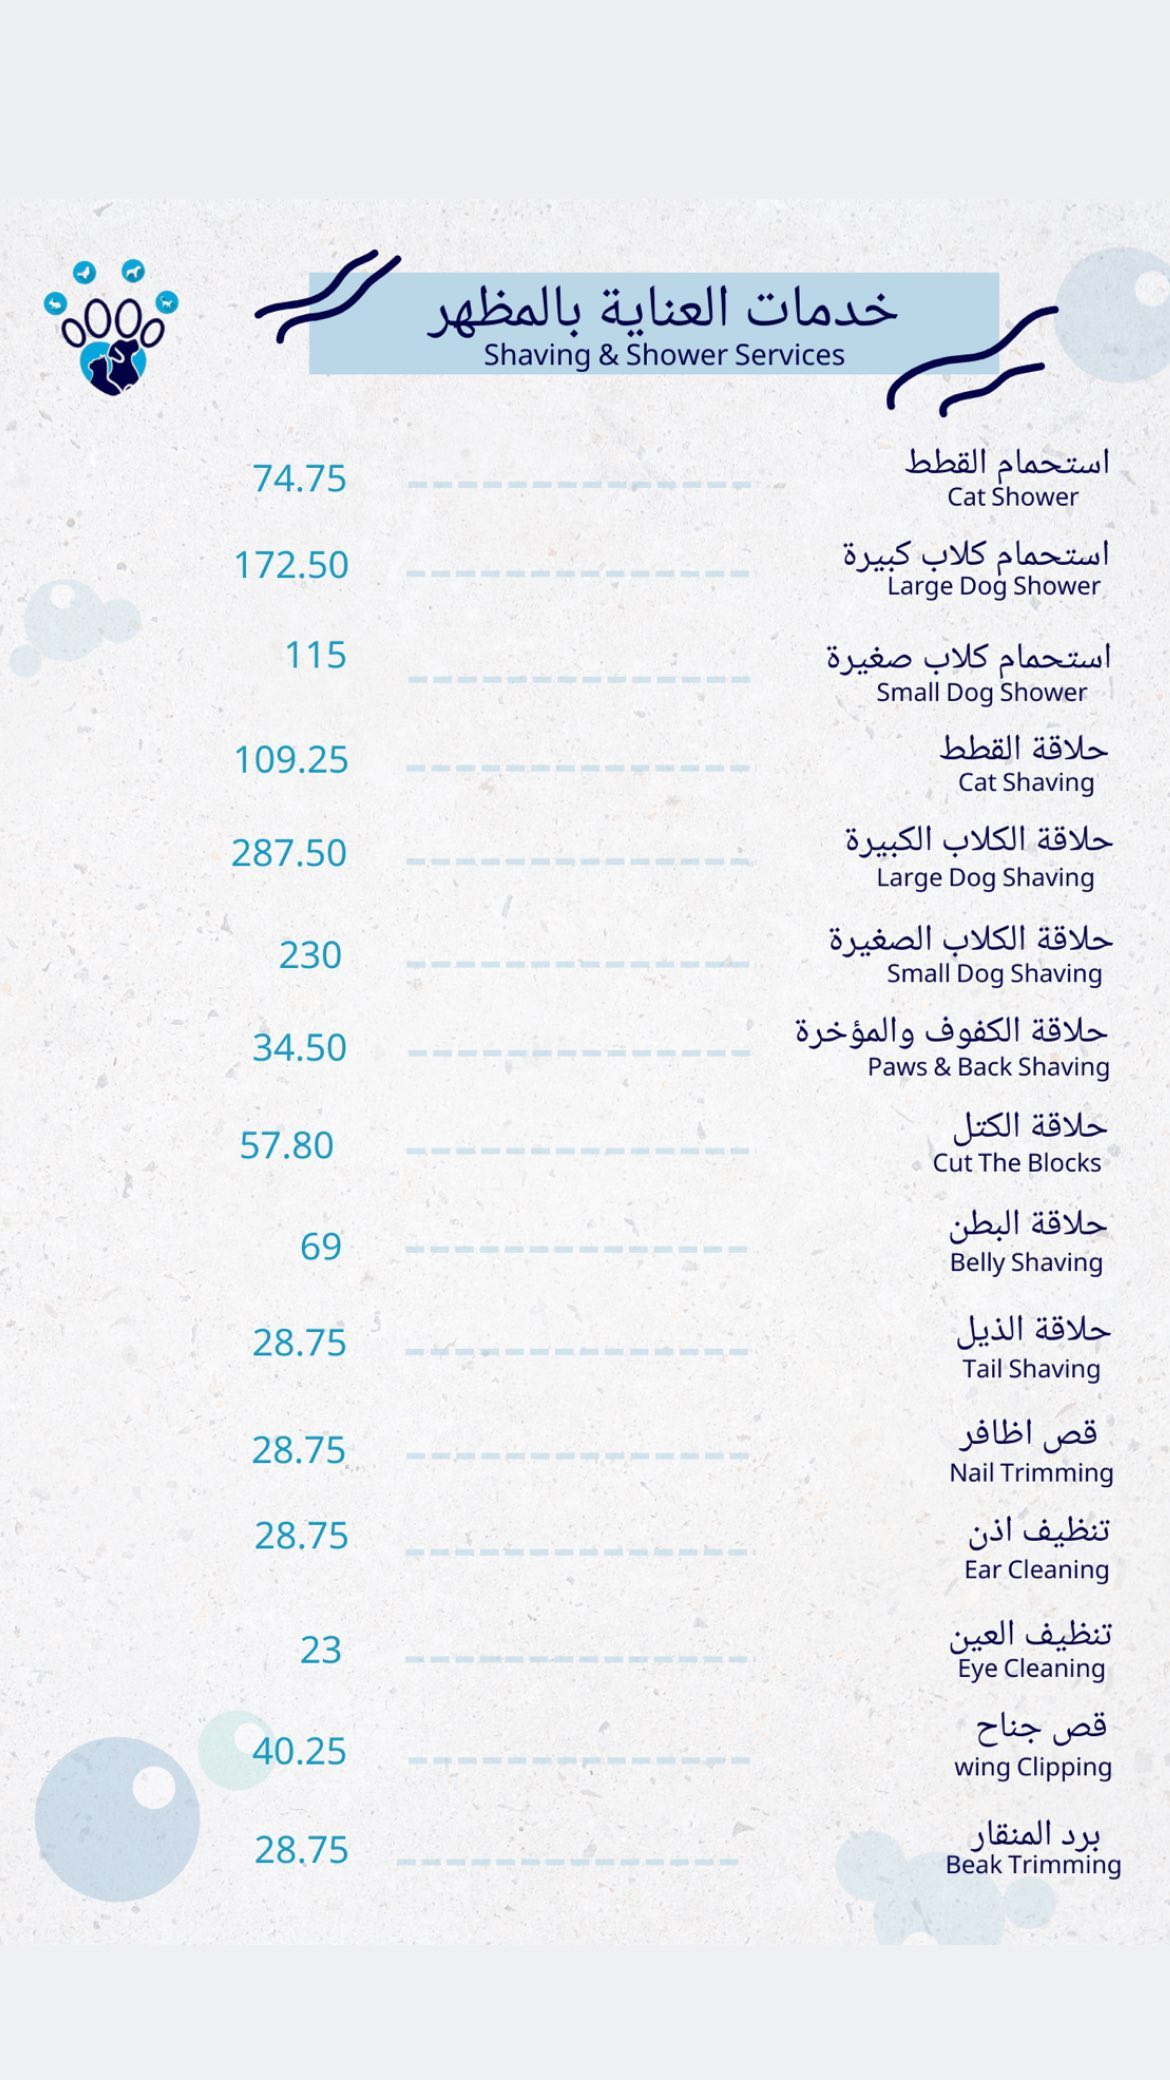 خدمات العناية بالمظهر
Shaving & Shower Services
استحمام القطط
Cat Shower
74.75
استحمام كلاب كبيرة
Large Dog Shower
172.50
استحمام كلاب صغيرة
Small Dog Shower
115
حلاقة القطط
Cat Shaving
109.25
حلاقة الكلاب الكبيرة
Large Dog Shaving
287.50
حلاقة الكلاب الصغيرة
Small Dog Shaving
230
حلاقة الكفوف والمؤخرة
Paws & Back Shaving
34.50
حلاقة الكتل
Cut The Blocks
57.80
حلاقة البطن
Belly Shaving
69
حلاقة الذيل
Tail Shaving
28.75
قص اظافر
Nail Trimming
28.75
تنظيف اذن
Ear Cleaning
28.75
تنظيف العين
Eye Cleaning
23
قص جناح
wing Clipping
40.25
برد المنقار
Beak Trimming
28.75